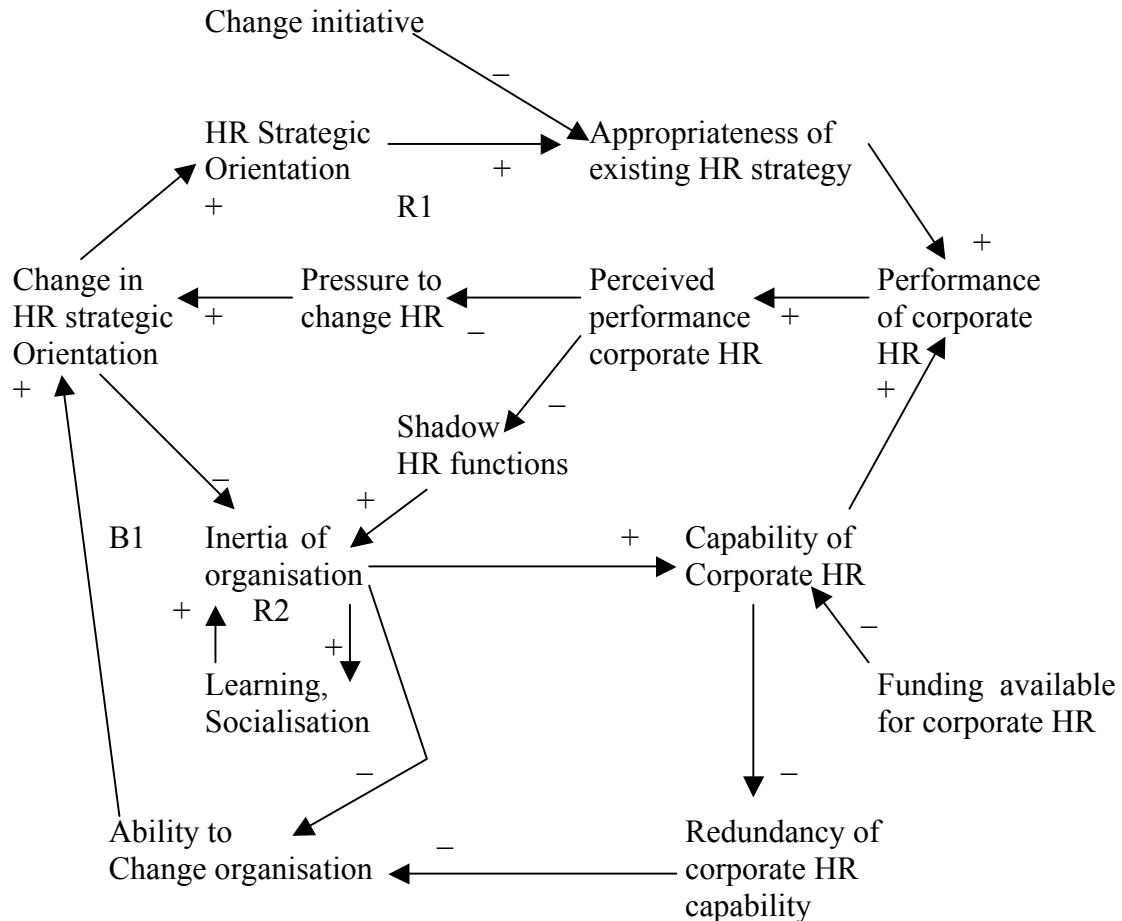 Change initiative
–
HR Strategic
Orientation
+
+
Appropriateness of
existing HR strategy
R1
+
Change in
HR strategic
Orientation
+
+
Pressure to
change HR
–
Perceived
performance
corporate HR
+
Performance
of corporate
HR
+
–
Shadow
HR functions
–
+
B1
Inertia of
organisation
+
R2
+
+
Capability of
Corporate HR
–
Learning,
Socialisation
Funding available
for corporate HR
–
–
Ability to
Change organisation
–
Redundancy of
corporate HR
capability